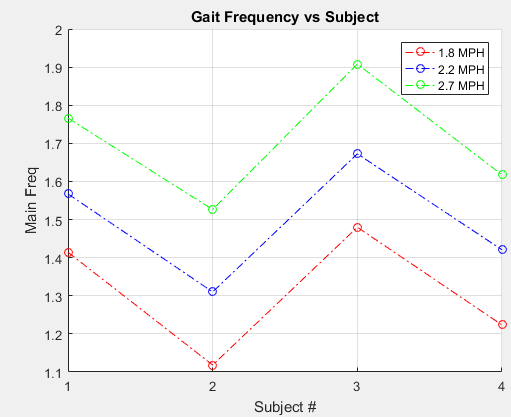 Gait Frequency vs Subject
1.8 MPH
2.2 MPH
2.7 MPH
Main Freq
2
1.9
1.8
1.7
1.6
1.5
1.4
1.3
1.2
1.1
1 2 3 4
Subject #